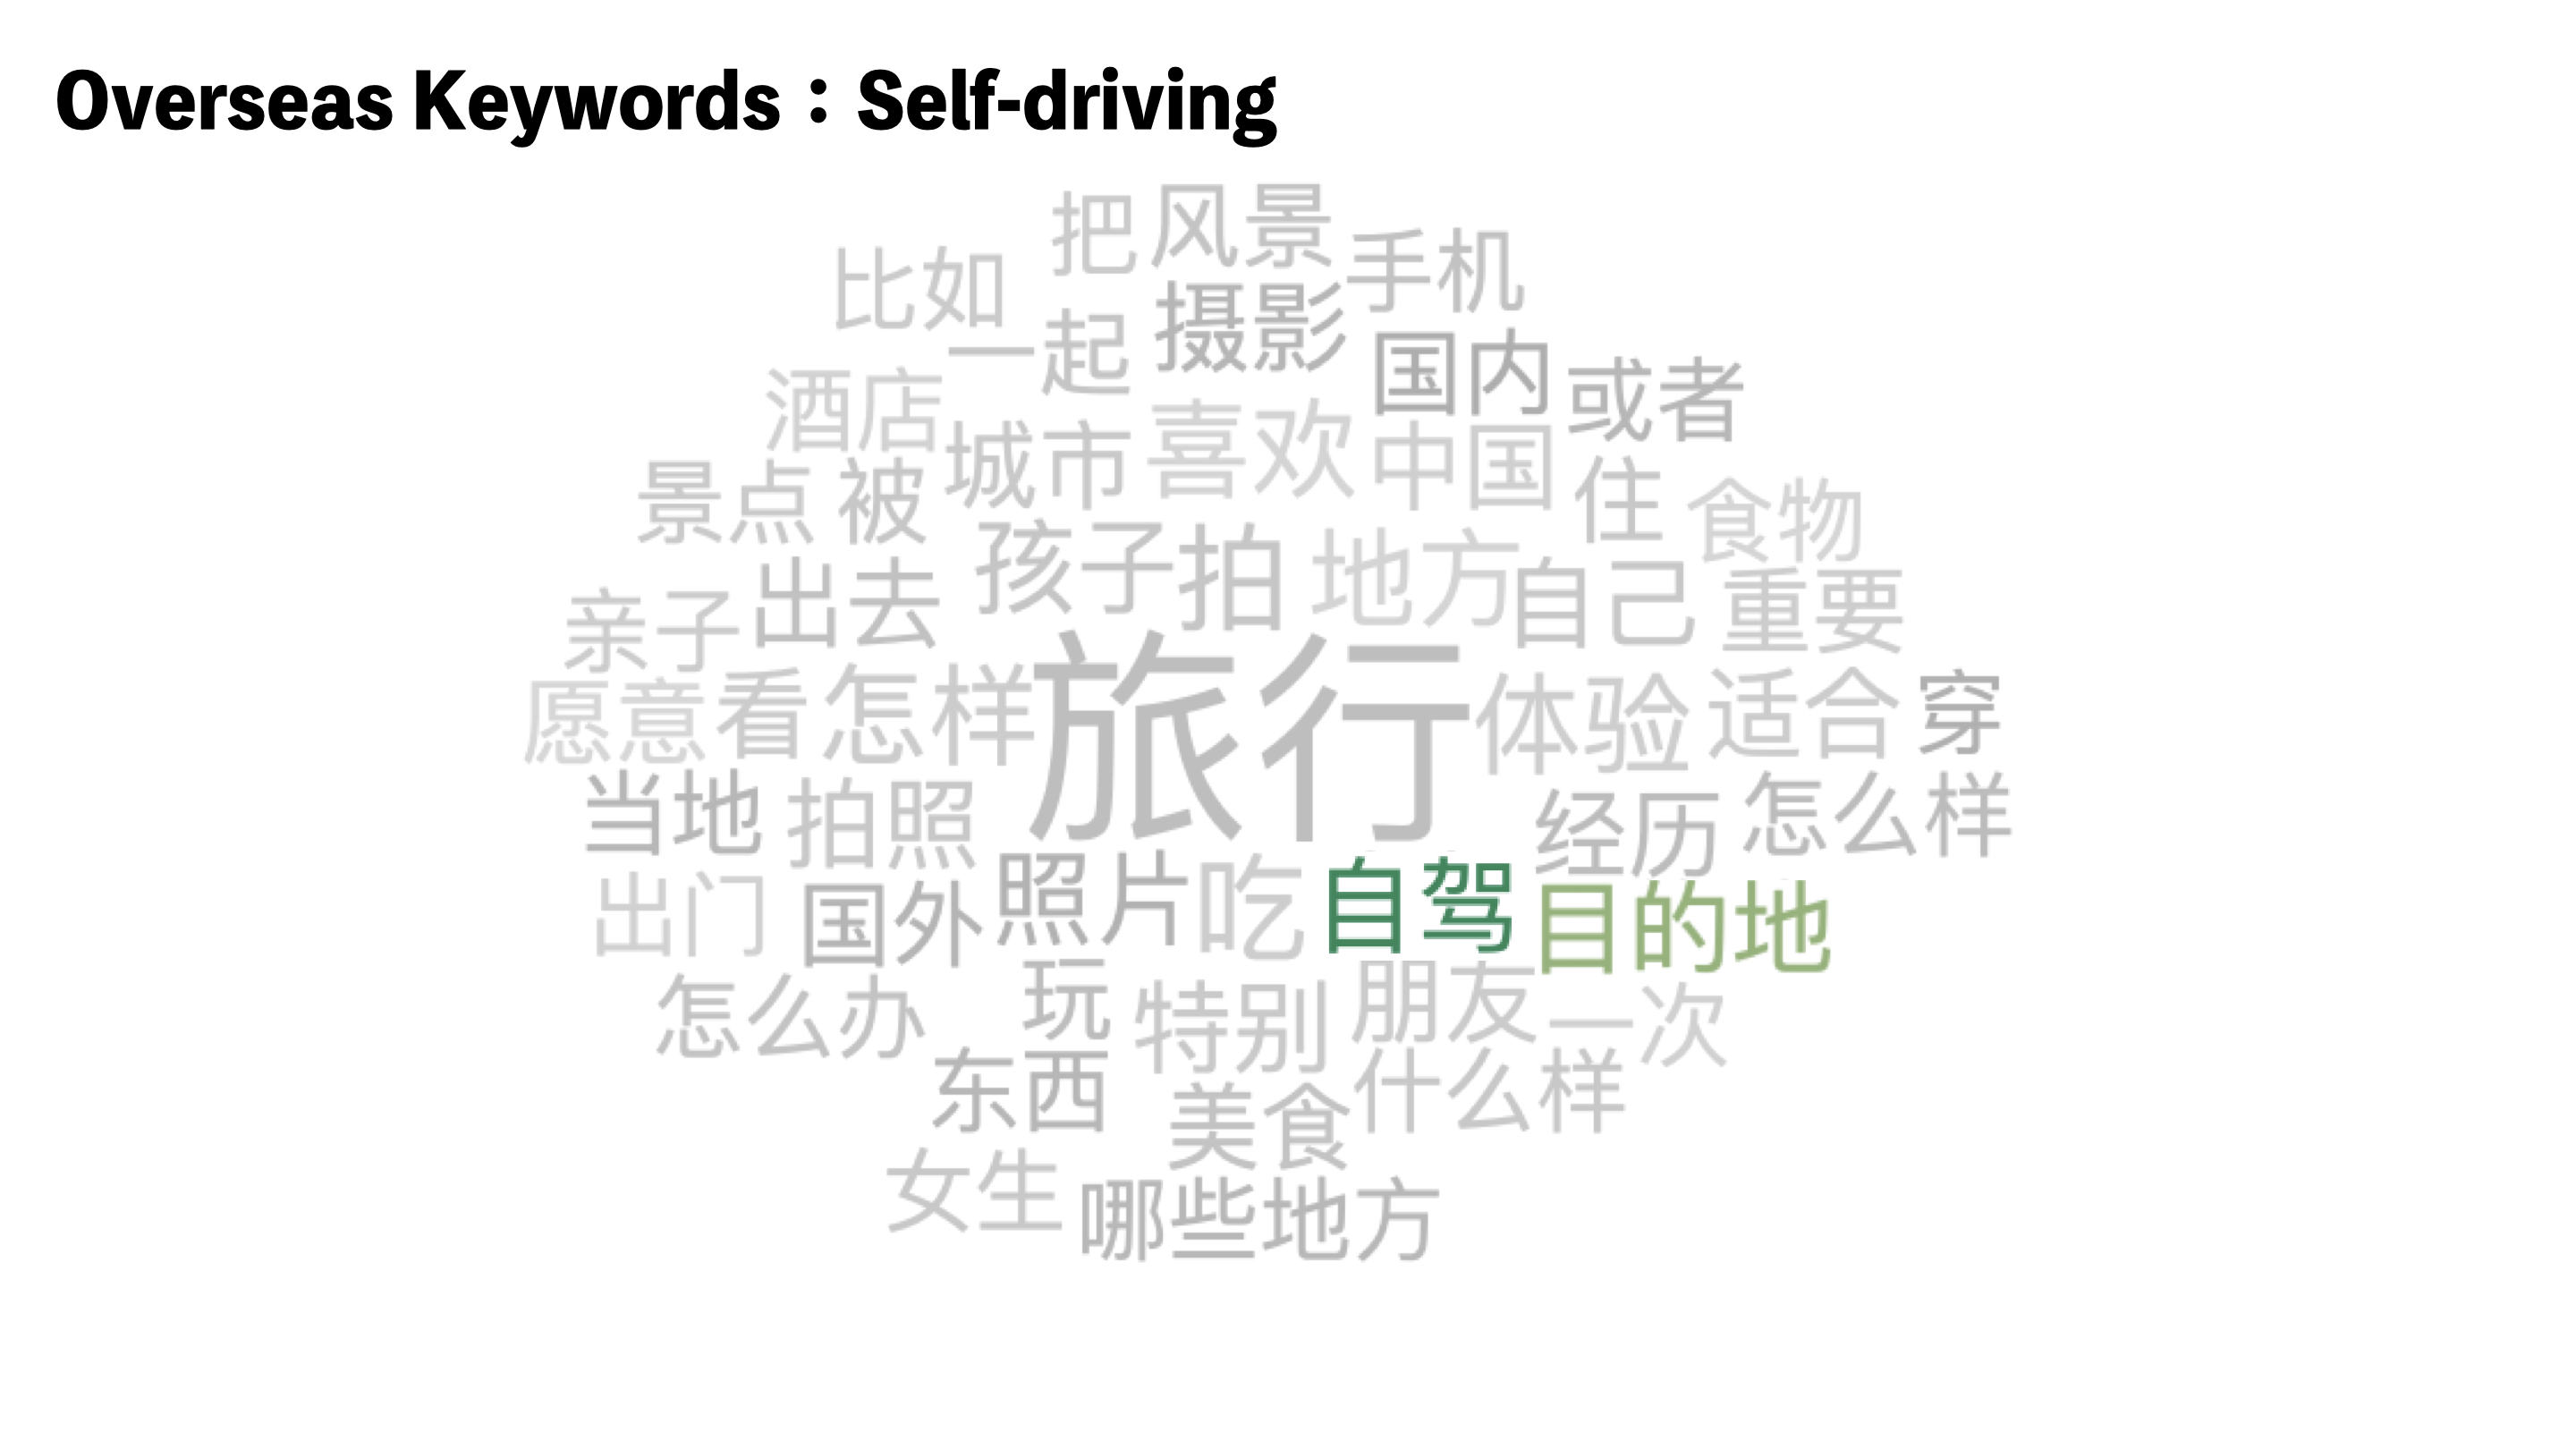 Overseas Keywords：Self-driving
把 风景
手机
比如
一起 摄影
国内 或者
酒店 城市 喜欢 中国
景点 被 住 食物
孩子 拍 地方
亲子 出去 自己 重要
旅行
愿意 看 怎样 体验 适合 穿
当地 拍照 经历 怎么样
出门 国外 照片 吃 自驾 目的地
怎么办 玩 特别 朋友 一次
东西 美食 什么样
女生 哪些地方